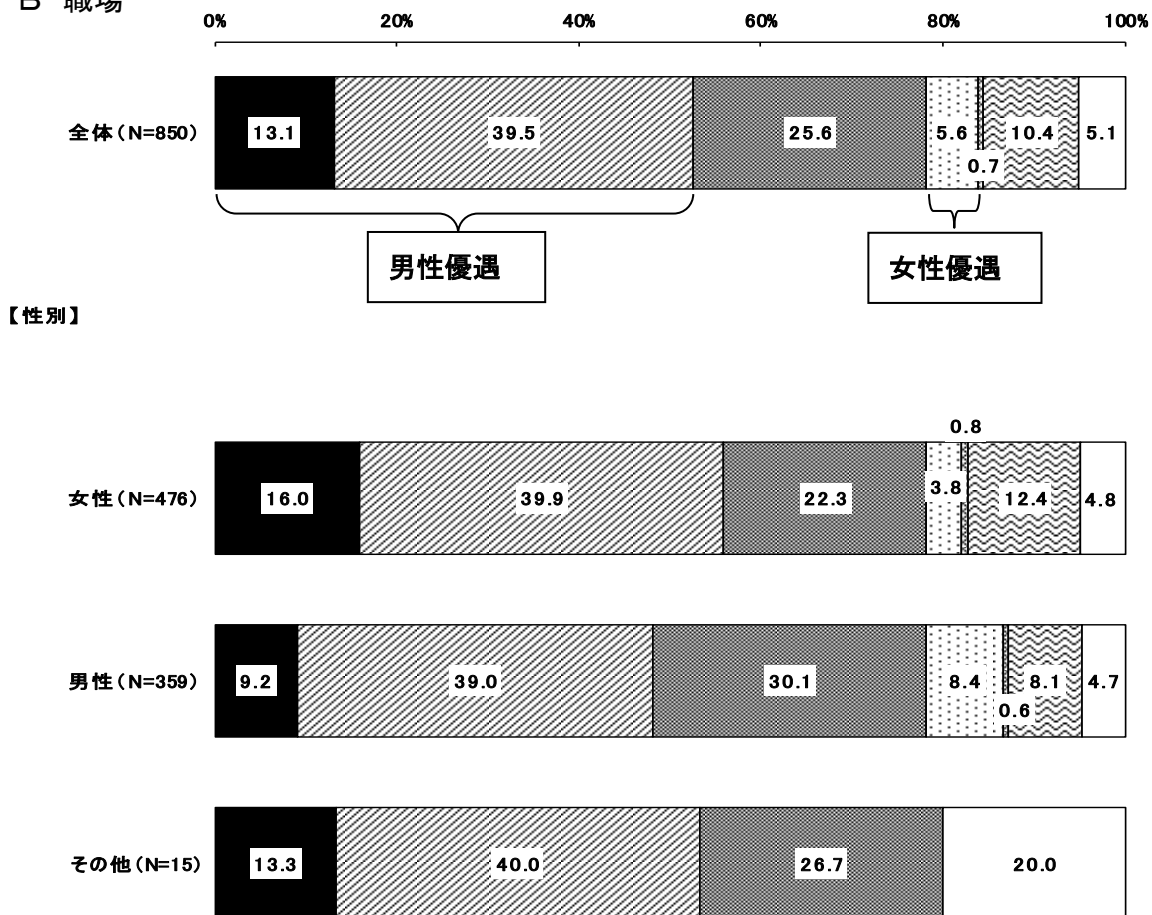 B 職場
0% 20% 40% 60% 80% 100%
全体(N=850) 13.1 39.5 25.6 5.6 0.7 10.4 5.1
男性優遇 女性優遇
【性別】
0.8
女性(N=476) 16.0 39.9 22.3 3.8 12.4 4.8
男性(N=359) 9.2 39.0 30.1 8.4 0.6 8.1 4.7
その他(N=15) 13.3 40.0 26.7 20.0